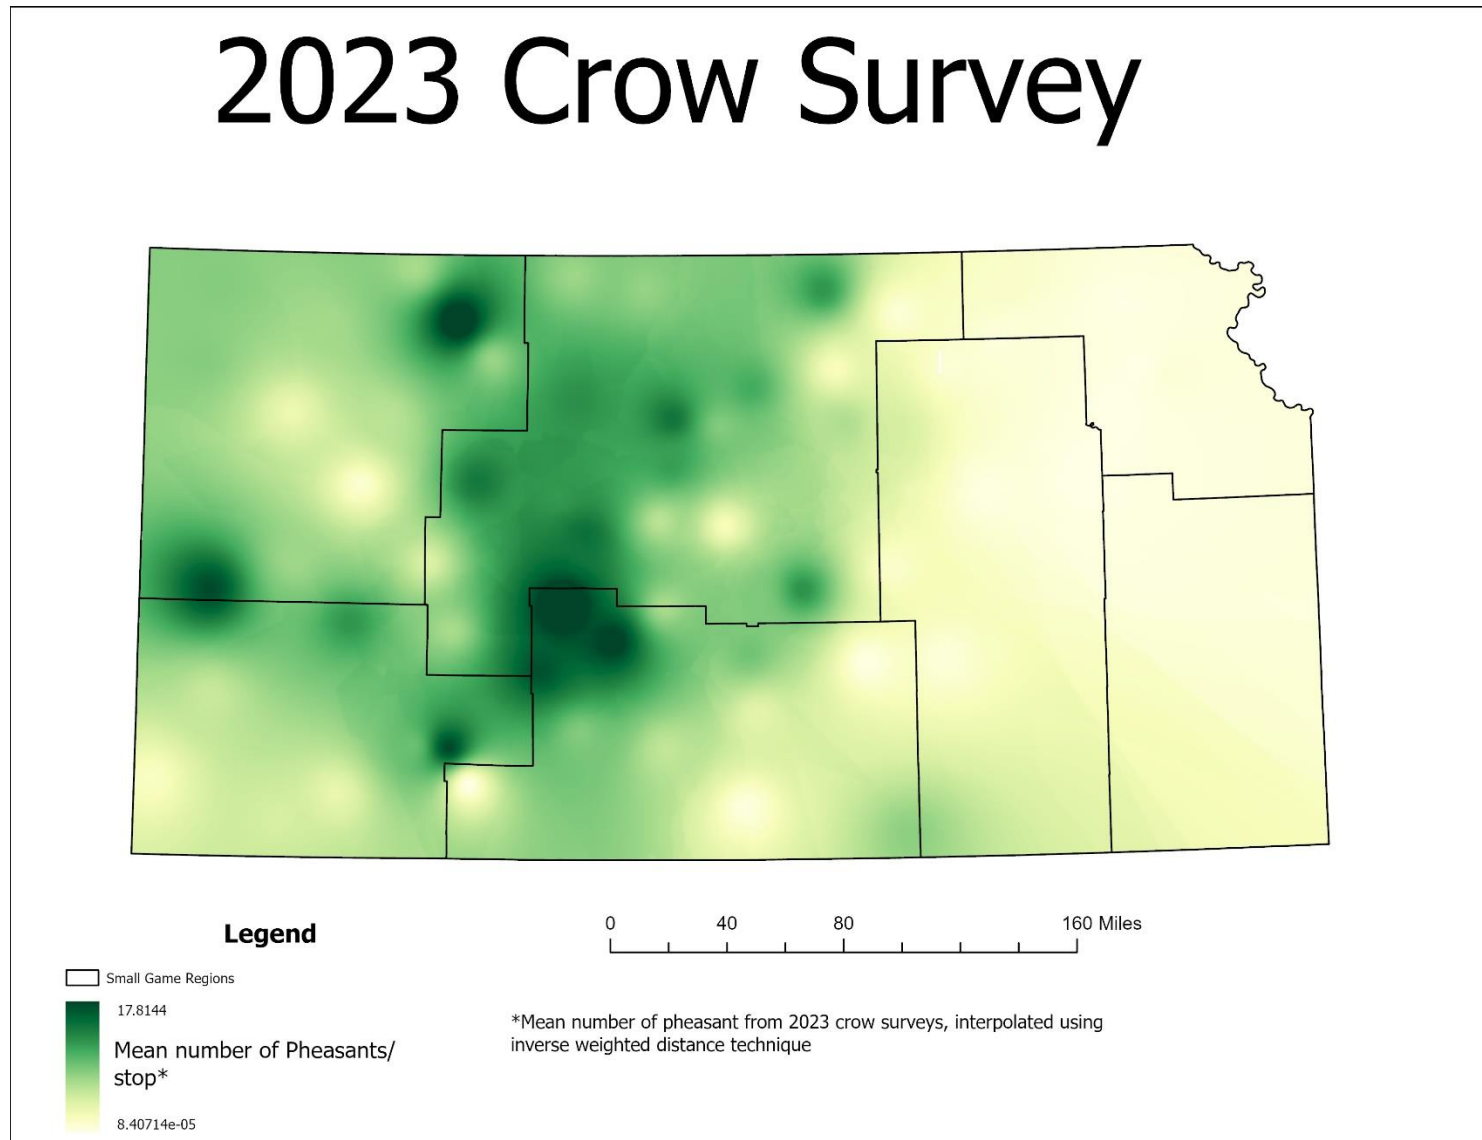 2023 Crow Survey
Legend
0 40 80 160 Miles
Small Game Regions
17.8144
Mean number of Pheasants/
stop*
8.40714e-05
*Mean number of pheasant from 2023 crow surveys, interpolated using
inverse weighted distance technique